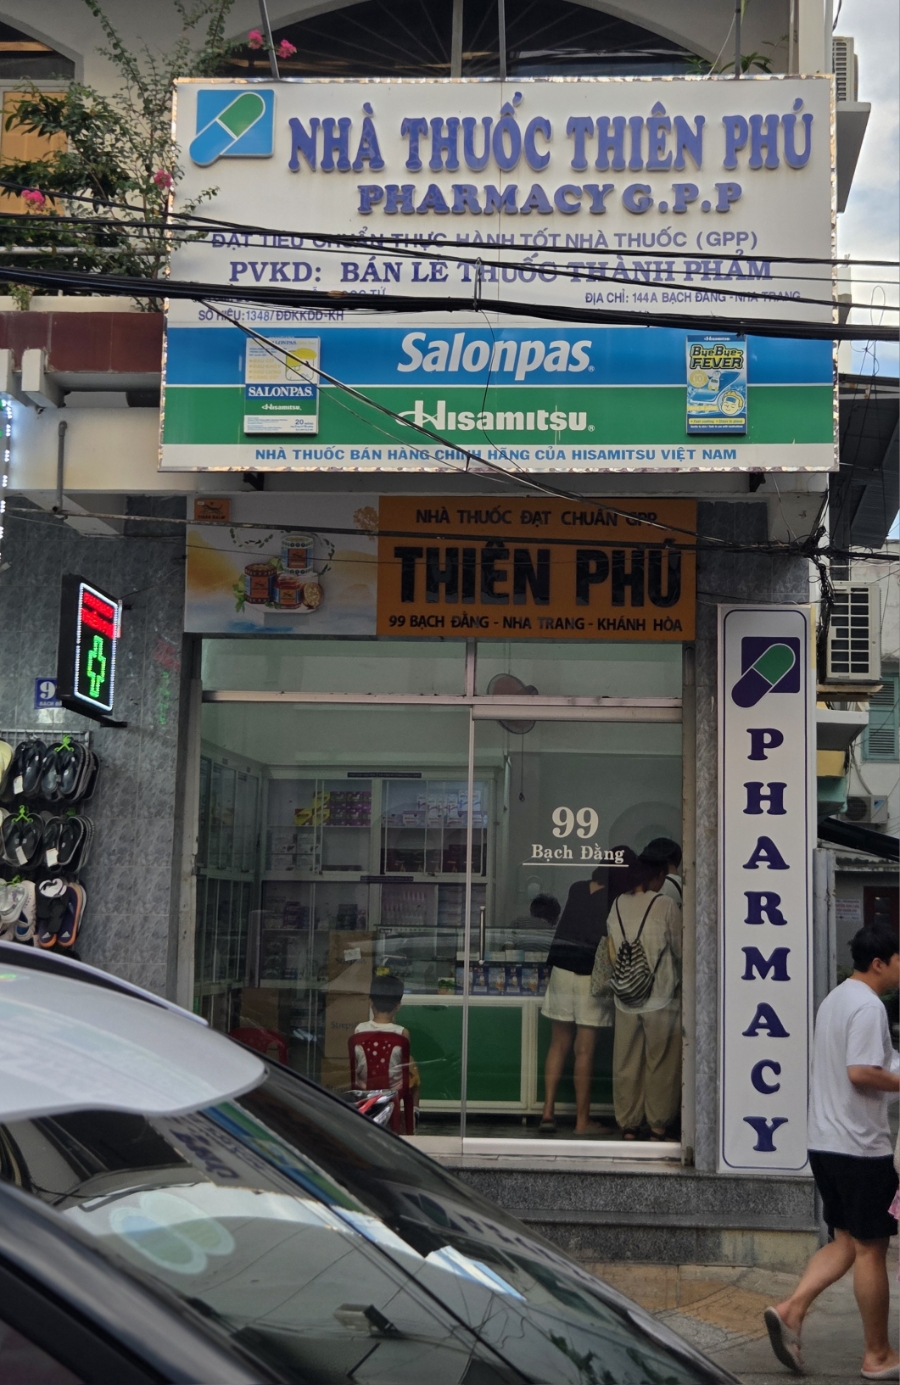 NHÀ THUỐC THIÊN PHÚ
PHARMACY G.P.P
ĐẠT TIÊU CHUẨN THỰC HÀNH TỐT NHÀ THUỐC (GPP)
PVKD: BÁN LẺ THUỐC THÀNH PHẨM
ĐỊA CHỈ: 144A BẠCH ĐẰNG - NHA TRANG
SỐ HIỆU: 1348/ĐĐKKDD-KH
Salonpas
SALONPAS
Hisamitsu
20
ByeBye-FEVER
HISAMITSU
NHÀ THUỐC BÁN HÀNG CHÍNH HÃNG CỦA HISAMITSU VIỆT NAM
NHÀ THUỐC ĐẠT CHUẨN GPP
THIÊN PHÚ
99 BẠCH ĐẰNG - NHA TRANG - KHÁNH HÒA
99
Bạch Đằng
PHARMACY